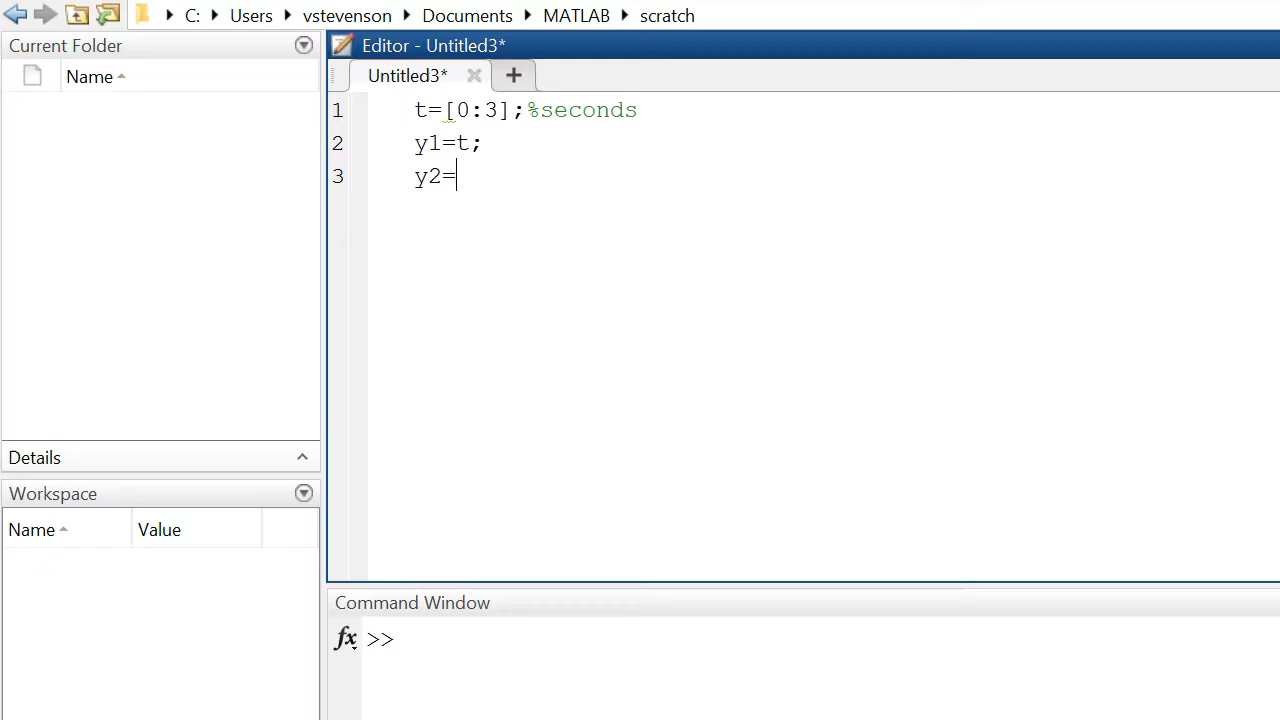 C: Users vstevenson Documents MATLAB scratch
Current Folder
Name
Details
Workspace
Name Value
Editor - Untitled3*
Untitled3*
1 t=[0:3];%seconds
2 y1=t;
3 y2=
Command Window
fx >>